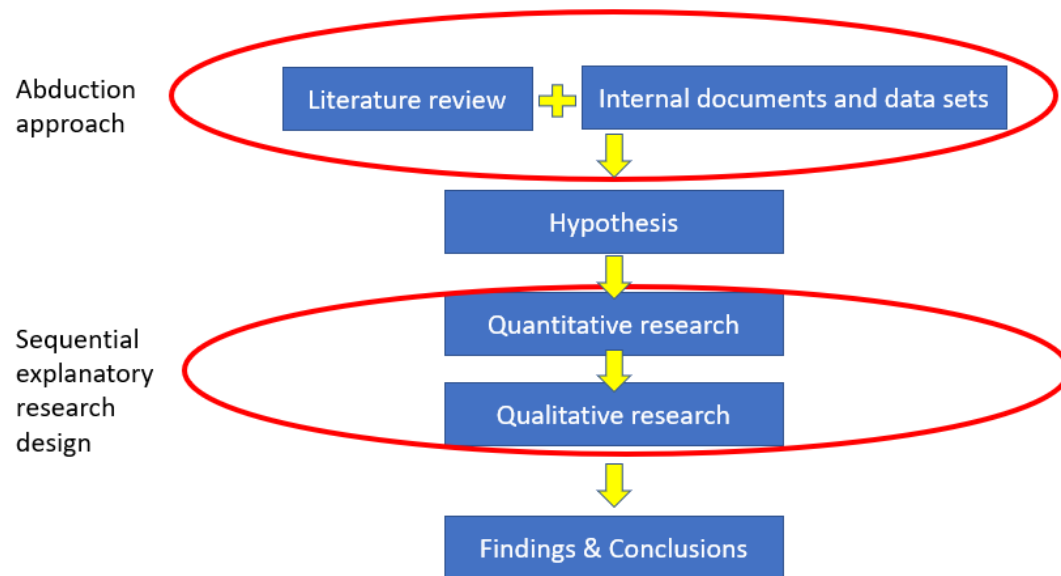 Abduction
approach
Literature review
Internal documents and data sets
Hypothesis
Sequential
explanatory
research
design
Quantitative research
Qualitative research
Findings & Conclusions